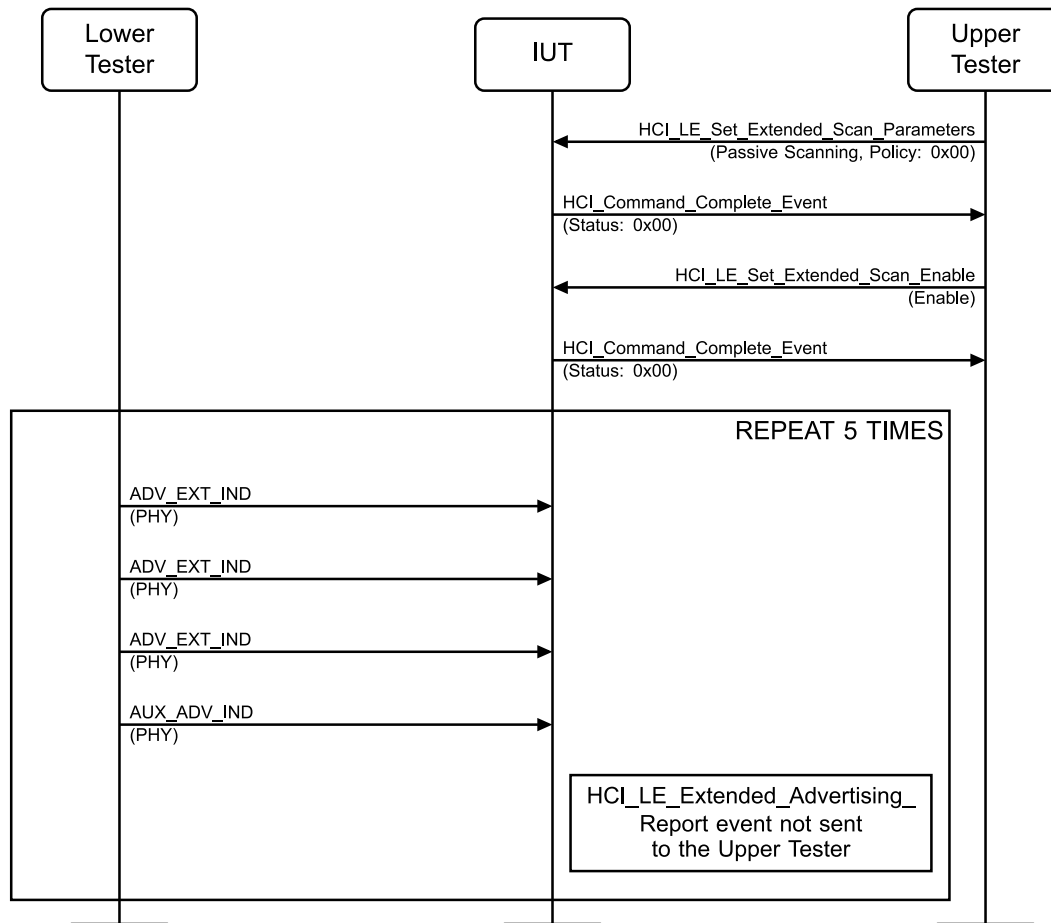 Lower
Tester
IUT
Upper
Tester
HCI_LE_Set_Extended_Scan_Parameters
(Passive Scanning, Policy: 0x00)
HCI_Command_Complete_Event
(Status: 0x00)
HCI_LE_Set_Extended_Scan_Enable
(Enable)
HCI_Command_Complete_Event
(Status: 0x00)
REPEAT 5 TIMES
ADV_EXT_IND
(PHY)
ADV_EXT_IND
(PHY)
ADV_EXT_IND
(PHY)
AUX_ADV_IND
(PHY)
HCI_LE_Extended_Advertising_
Report event not sent
to the Upper Tester